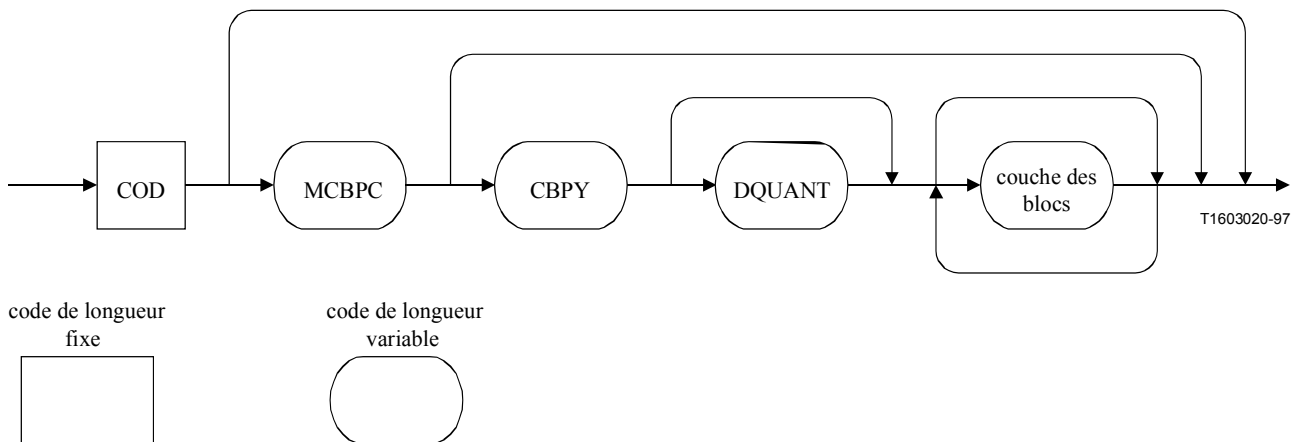 COD
MCBPC
CBPY
DQUANT
couche des
blocs
T1603020-97
code de longueur
fixe
code de longueur
variable